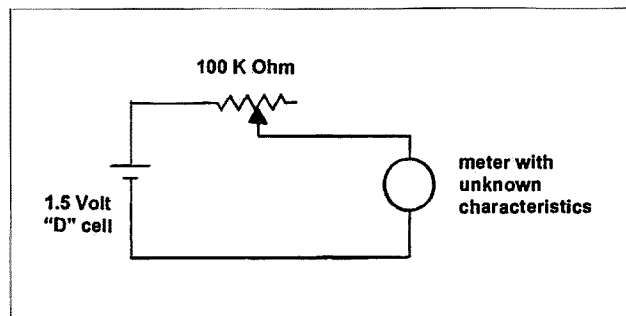 100 K Ohm
1.5 Volt
"D" cell
meter with
unknown
characteristics